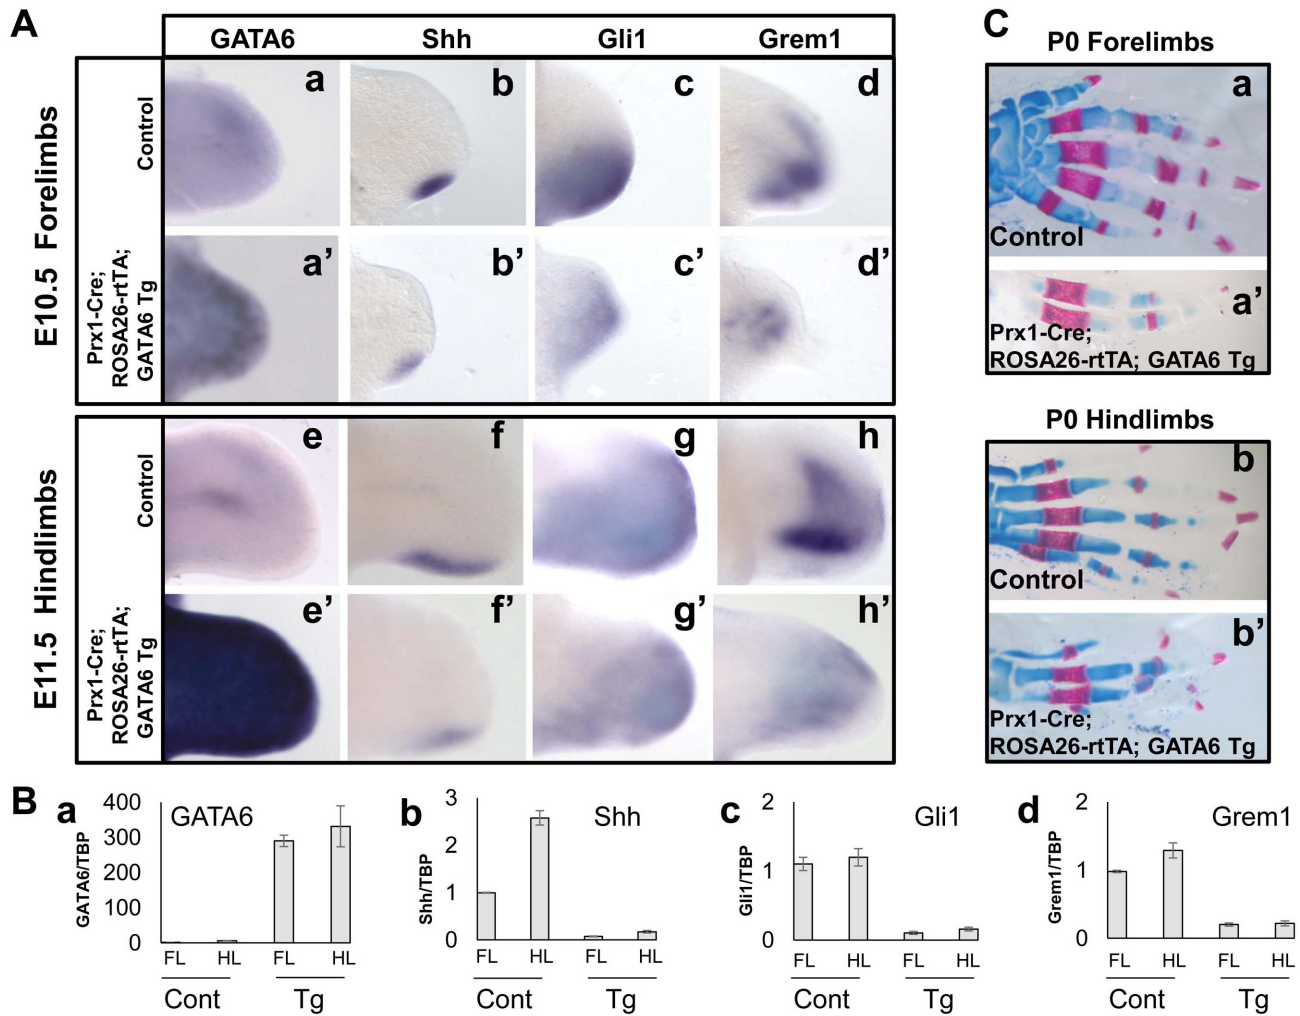 A
GATA6 Shh Gli1 Grem1
E10.5 Forelimbs
Control
a b c d
Prx1-Cre;
ROSA26-rtTA;
GATA6 Tg
a’ b’ c’ d’
E11.5 Hindlimbs
Control
e f g h
Prx1-Cre;
ROSA26-rtTA;
GATA6 Tg
e’ f’ g’ h’
C
P0 Forelimbs
a
Control
a’
Prx1-Cre;
ROSA26-rtTA; GATA6 Tg
P0 Hindlimbs
b
Control
b’
Prx1-Cre;
ROSA26-rtTA; GATA6 Tg
B
a
GATA6
GATA6/TBP
400
300
200
100
0
FL HL FL HL
Cont Tg
b
Shh
Shh/TBP
3
2
1
0
FL HL FL HL
Cont Tg
c
Gli1
Gli1/TBP
2
1
0
FL HL FL HL
Cont Tg
d
Grem1
Grem1/TBP
2
1
0
FL HL FL HL
Cont Tg